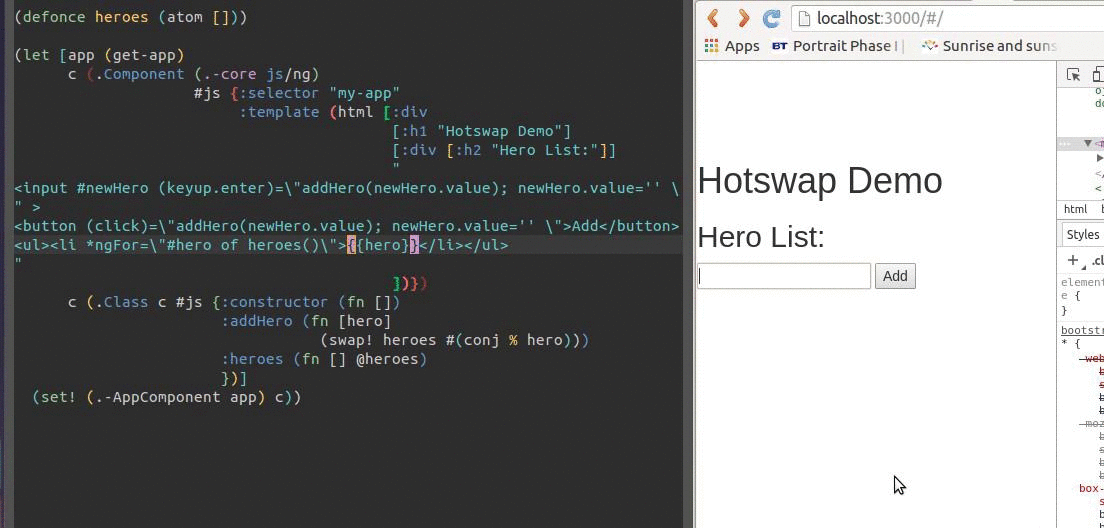 (defonce heroes (atom []))
(let [app (get-app)
c (.Component (.-core js/ng)
#js {:selector "my-app"
:template (html [:div
[:h1 "Hotswap Demo"]
[:div [:h2 "Hero List:"]]
"
<input #newHero (keyup.enter)=\"addHero(newHero.value); newHero.value='' \
" >
<button (click)=\"addHero(newHero.value); newHero.value='' \">Add</button>
<ul><li *ngFor=\"#hero of heroes()\">{{hero}}</li></ul>
"
])})
c (.Class c #js {:constructor (fn [])
:addHero (fn [hero]
(swap! heroes #(conj % hero)))
:heroes (fn [] @heroes)
})]
(set! (.-AppComponent app) c))
localhost:3000/#/
Apps BT Portrait Phase I Sunrise and suns
Hotswap Demo
Hero List:
Add
html
Styles
element
e {
}
bootstr
* {
-web
-moz
box-